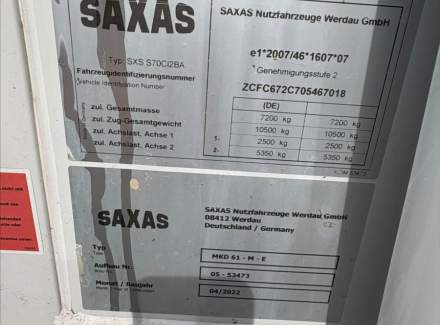 SAXAS
SAXAS Nutzfahrzeuge Werdau GmbH
Typ: SXS S70CI2BA
e1*2007/46*1607*07
Fahrzeugidentifizierungsnummer
Vehicle Identification Number
Genehmigungsstufe 2
ZCFC672C705467018
(DE)
zul. Gesamtmasse 7200 kg 7200 kg
zul. Zug-Gesamtgewicht 10500 kg 10500 kg
zul. Achslast, Achse 1 1- 2500 kg 2500 kg
zul. Achslast, Achse 2 2- 5350 kg 5350 kg
SAXAS
SAXAS Nutzfahrzeuge Werdau GmbH
08412 Werdau
Deutschland / Germany
Typ MKD 61 - M - E
Aufbau Nr. 05 - 53473
Monat / Baujahr 04/2022